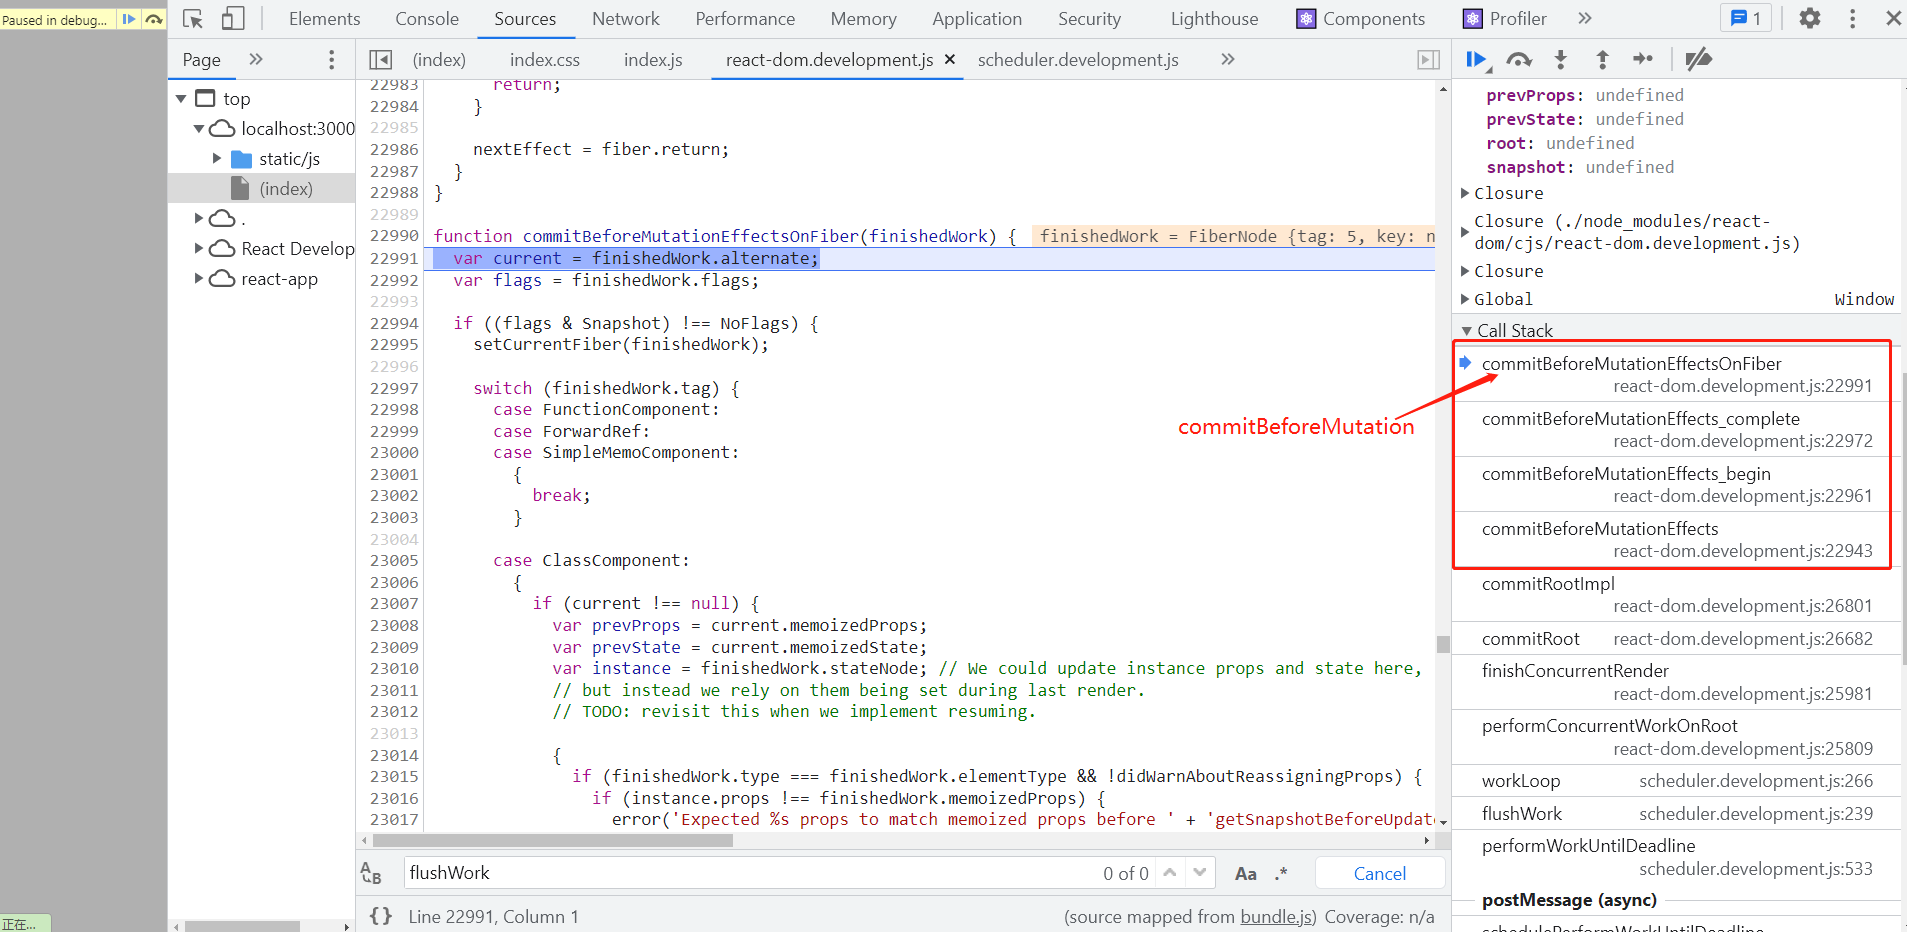 Paused in debug...
Elements Console Sources Network Performance Memory Application Security Lighthouse Components Profiler 1
Page
(index) index.css index.js react-dom.development.js scheduler.development.js
top
localhost:3000
static/js
(index)
.
React Develop
react-app
22983 return;
22984 }
22985
22986 nextEffect = fiber.return;
22987 }
22988 }
22989
22990 function commitBeforeMutationEffectsOnFiber(finishedWork) { finishedWork = FiberNode {tag: 5, key: n
22991 var current = finishedWork.alternate;
22992 var flags = finishedWork.flags;
22993
22994 if ((flags & Snapshot) !== NoFlags) {
22995 setCurrentFiber(finishedWork);
22996
22997 switch (finishedWork.tag) {
22998 case FunctionComponent:
22999 case ForwardRef:
23000 case SimpleMemoComponent:
23001 {
23002 break;
23003 }
23004
23005 case ClassComponent:
23006 {
23007 if (current !== null) {
23008 var prevProps = current.memoizedProps;
23009 var prevState = current.memoizedState;
23010 var instance = finishedWork.stateNode; // We could update instance props and state here,
23011 // but instead we rely on them being set during last render.
23012 // TODO: revisit this when we implement resuming.
23013
23014 {
23015 if (finishedWork.type === finishedWork.elementType && !didWarnAboutReassigningProps) {
23016 if (instance.props !== finishedWork.memoizedProps) {
23017 error('Expected %s props to match memoized props before ' + 'getSnapshotBeforeUpdate
commitBeforeMutation
flushWork 0 of 0 Aa .* Cancel
{} Line 22991, Column 1 (source mapped from bundle.js) Coverage: n/a
prevProps: undefined
prevState: undefined
root: undefined
snapshot: undefined
Closure
Closure (./node_modules/react-
dom/cjs/react-dom.development.js)
Closure
Global Window
Call Stack
commitBeforeMutationEffectsOnFiber
react-dom.development.js:22991
commitBeforeMutationEffects_complete
react-dom.development.js:22972
commitBeforeMutationEffects_begin
react-dom.development.js:22961
commitBeforeMutationEffects
react-dom.development.js:22943
commitRootImpl
react-dom.development.js:26801
commitRoot react-dom.development.js:26682
finishConcurrentRender
react-dom.development.js:25981
performConcurrentWorkOnRoot
react-dom.development.js:25809
workLoop scheduler.development.js:266
flushWork scheduler.development.js:239
performWorkUntilDeadline
scheduler.development.js:533
postMessage (async)
schedulePerformWorkUntilDeadline
正在...